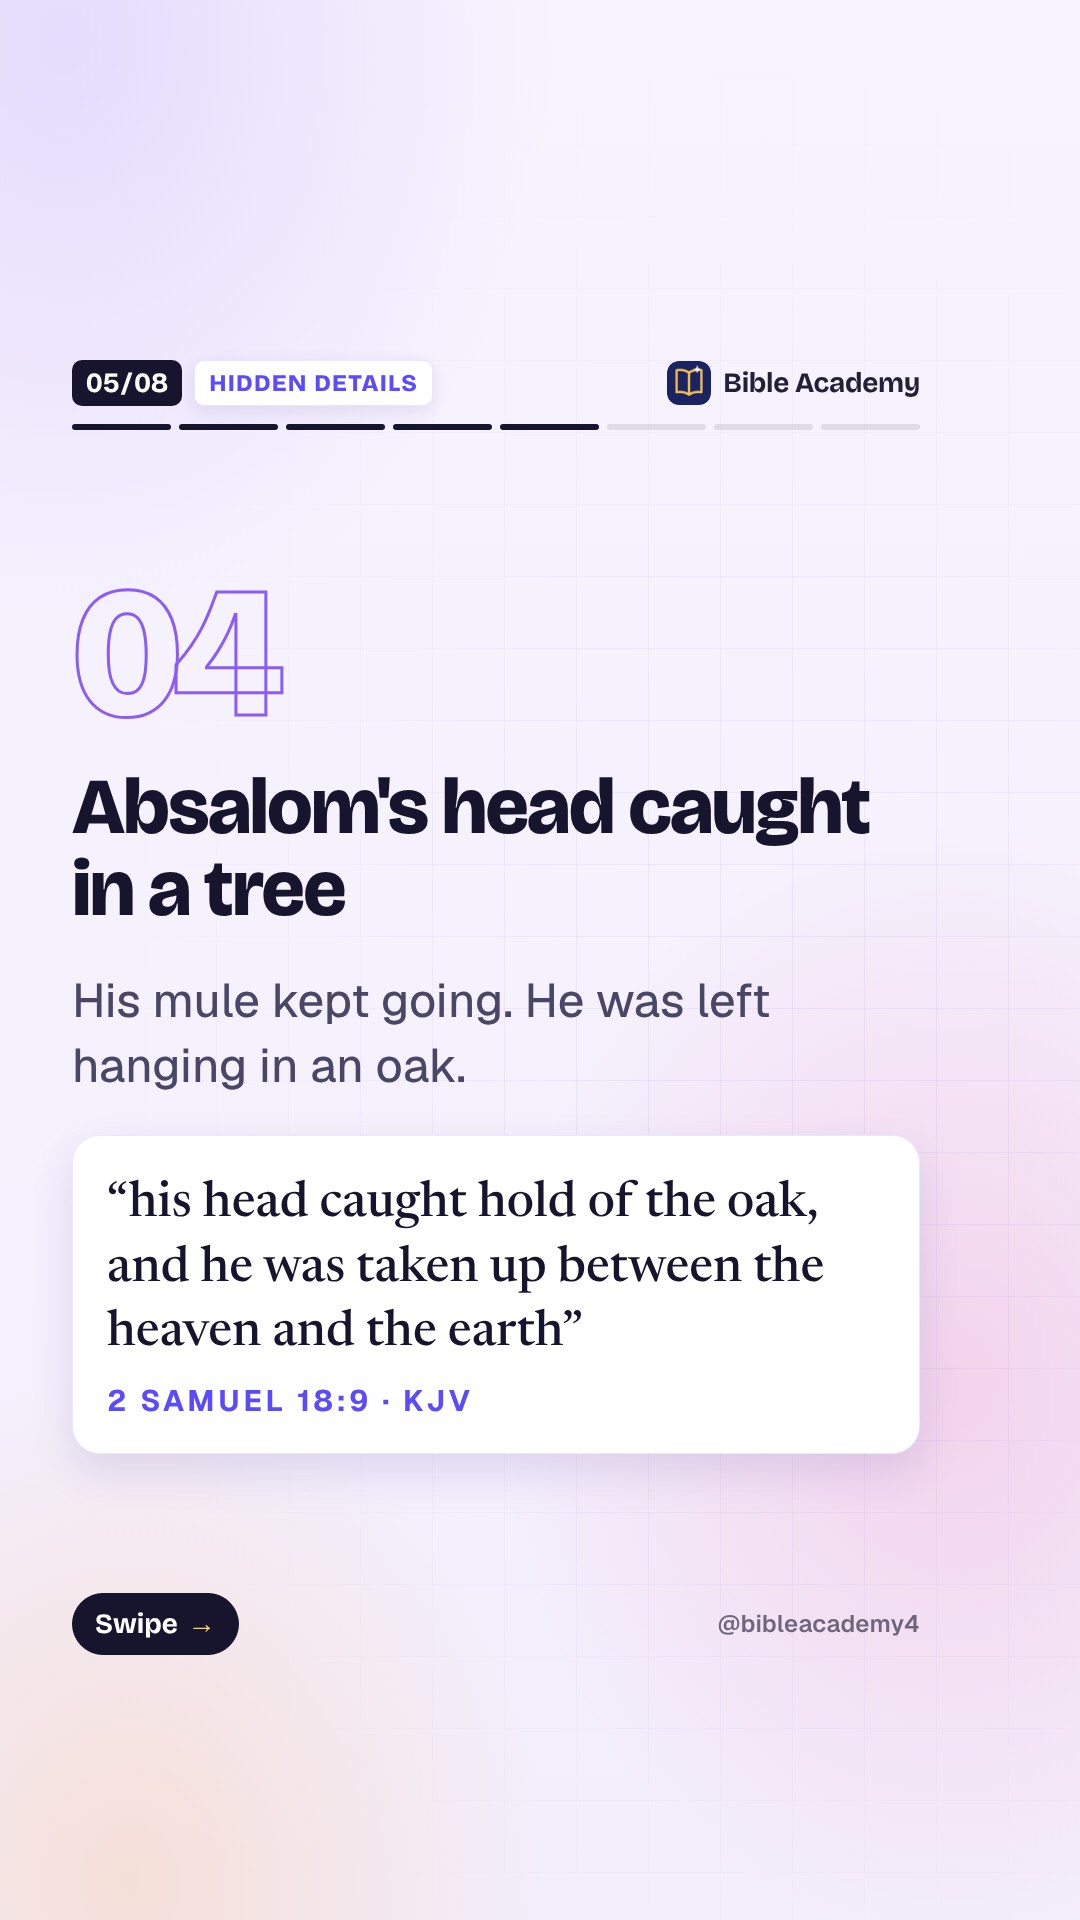 05/08 HIDDEN DETAILS Bible Academy
04
Absalom's head caught
in a tree
His mule kept going. He was left
hanging in an oak.
“his head caught hold of the oak,
and he was taken up between the
heaven and the earth”
2 SAMUEL 18:9 · KJV
Swipe → @bibleacademy4